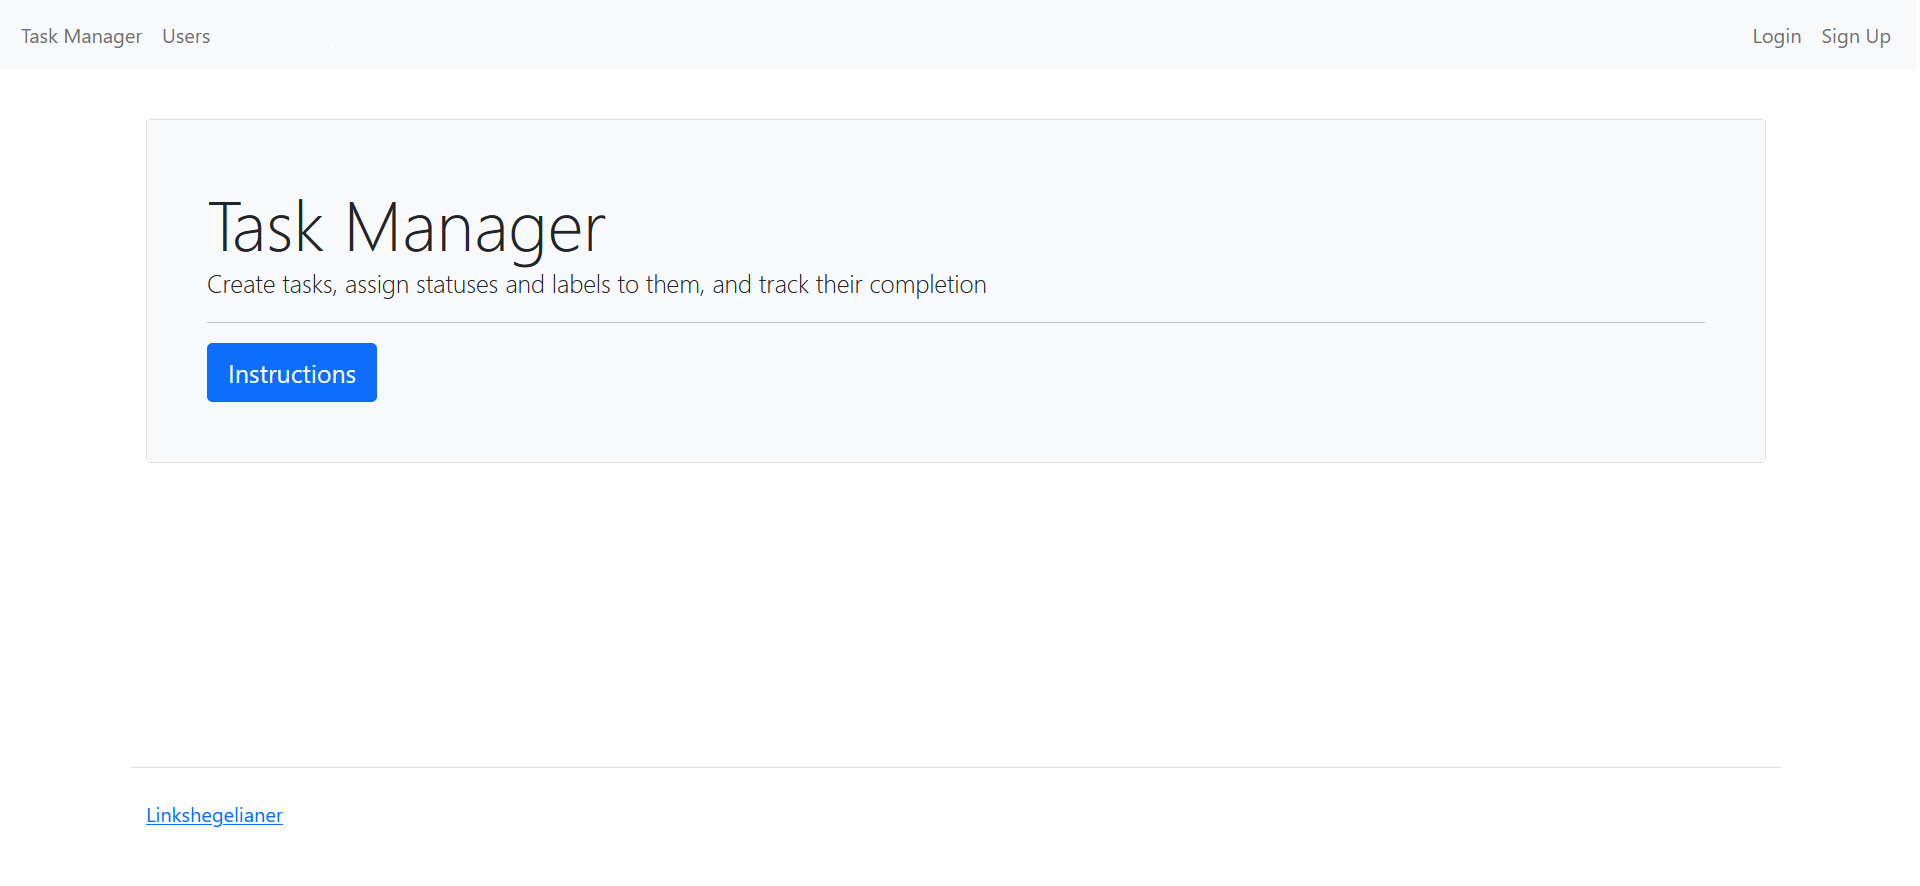 Task Manager Users Login Sign Up
Task Manager
Create tasks, assign statuses and labels to them, and track their completion
Instructions
Linkshegelianer